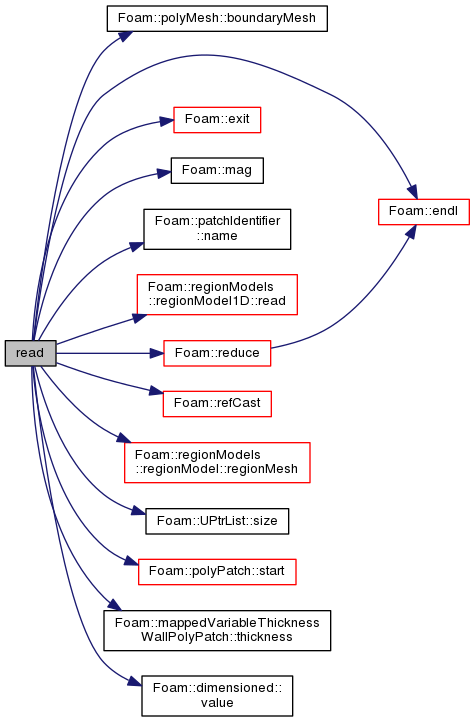 Foam::polyMesh::boundaryMesh
Foam::exit
Foam::mag
Foam::endl
Foam::patchIdentifier
::name
Foam::regionModels
::regionModel1D::read
read
Foam::reduce
Foam::refCast
Foam::regionModels
::regionModel::regionMesh
Foam::UPtrList::size
Foam::polyPatch::start
Foam::mappedVariableThickness
WallPolyPatch::thickness
Foam::dimensioned::
value